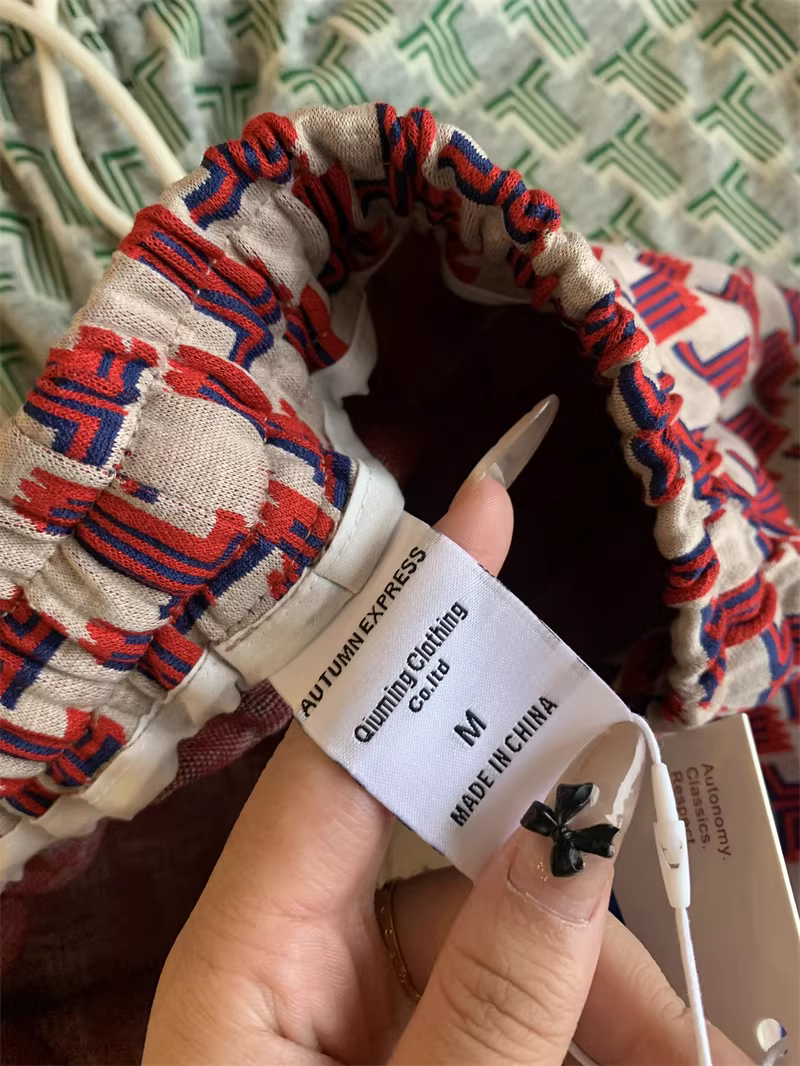 AUTUMN EXPRESS
Qiuming Clothing
Co.ltd
M
MADE IN CHINA
Autonomy.
Classics.
Respect.